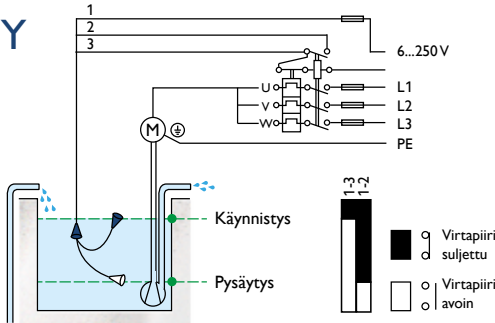 Y
1
2
3
6...250 V
U
V
W
L1
L2
L3
PE
M
Käynnistys
Pysäytys
1-3
1-2
Virtapiiri
suljettu
Virtapiiri
avoin